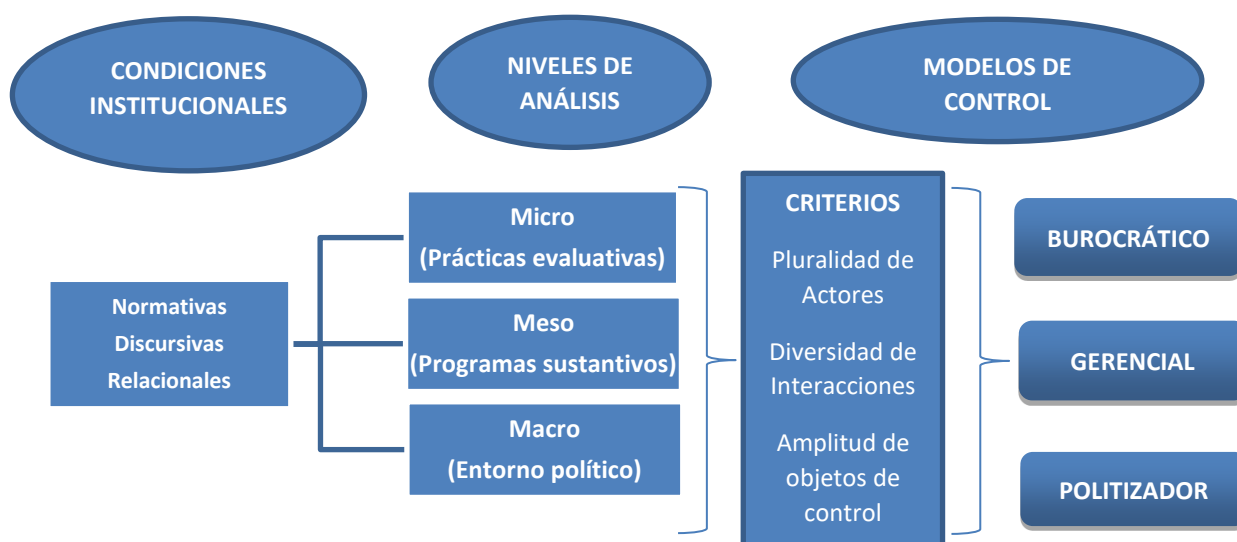 CONDICIONES
INSTITUCIONALES
NIVELES DE
ANÁLISIS
MODELOS DE
CONTROL
Normativas
Discursivas
Relacionales
Micro
(Prácticas evaluativas)
Meso
(Programas sustantivos)
Macro
(Entorno político)
CRITERIOS
Pluralidad de
Actores
Diversidad de
Interacciones
Amplitud de
objetos de
control
BUROCRÁTICO
GERENCIAL
POLITIZADOR